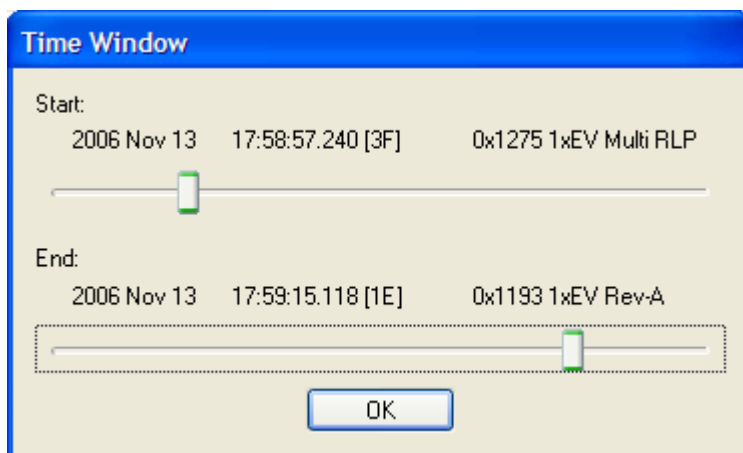 Time Window
Start:
2006 Nov 13 17:58:57.240 [3F] 0x1275 1xEV Multi RLP
End:
2006 Nov 13 17:59:15.118 [1E] 0x1193 1xEV Rev-A
OK